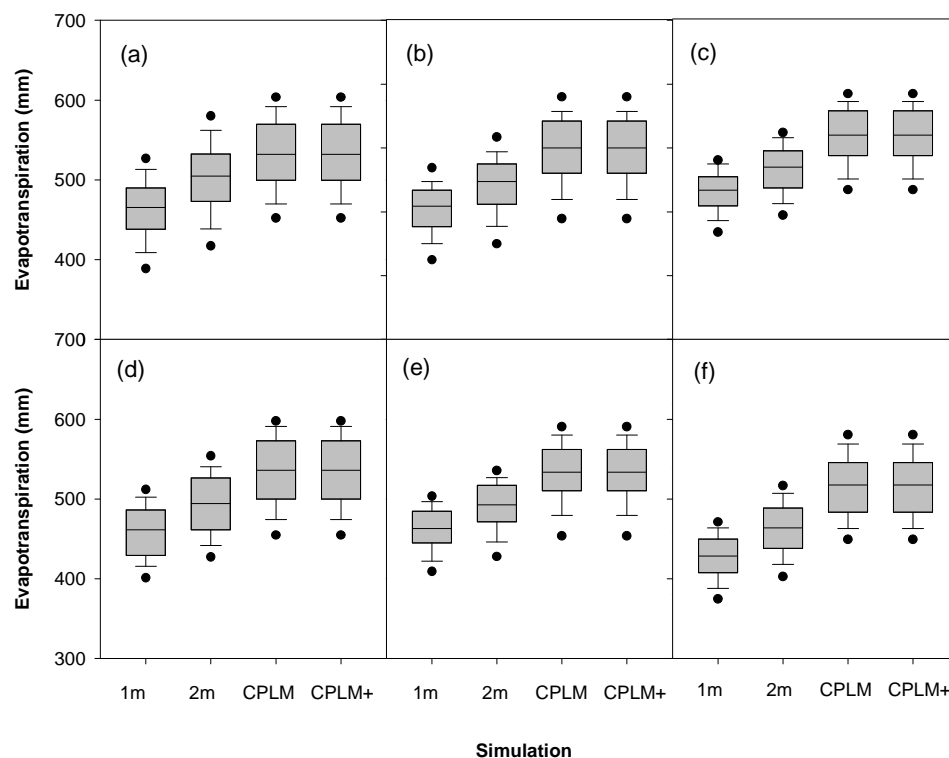 700
600
500
400
700
Evapotranspiration (mm)
(a)
(b)
(c)
600
500
400
300
Evapotranspiration (mm)
(d)
(e)
(f)
1m 2m CPLM CPLM+ 1m 2m CPLM CPLM+ 1m 2m CPLM CPLM+
Simulation